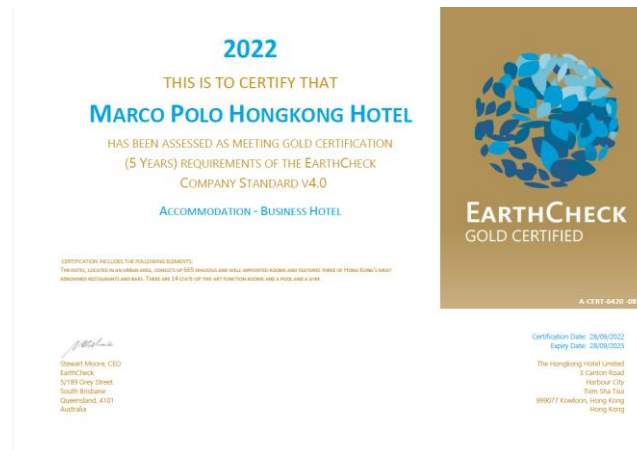 2022
THIS IS TO CERTIFY THAT
MARCO POLO HONGKONG HOTEL
HAS BEEN ASSESSED AS MEETING GOLD CERTIFICATION
(5 YEARS) REQUIREMENTS OF THE EARTHCHECK
COMPANY STANDARD V4.0
ACCOMMODATION - BUSINESS HOTEL
CERTIFICATION INCLUDES THE FOLLOWING ELEMENTS:
THE HOTEL, LOCATED IN AN URBAN AREA, CONSISTS OF 665 SPACIOUS AND WELL-APPOINTED ROOMS AND FEATURES THREE OF HONG KONG'S MOST
RENOWNED RESTAURANTS AND BARS. THERE ARE 14 STATE-OF-THE-ART FUNCTION ROOMS AND A POOL AND A GYM.
EARTHCHECK
GOLD CERTIFIED
A-CERT-6420 -08
Stewart Moore, CEO
EarthCheck
5/189 Grey Street
South Brisbane
Queensland, 4101
Australia
Certification Date: 28/09/2022
Expiry Date: 28/09/2023
The Hongkong Hotel Limited
3 Canton Road
Harbour City
Tsim Sha Tsui
999077 Kowloon, Hong Kong
Hong Kong